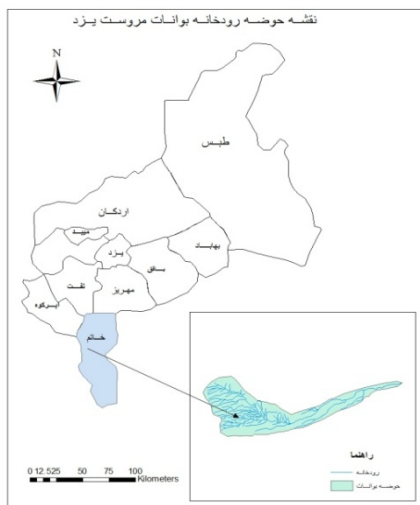 نقشه حوضه رودخانه بوانات مروست یزد
N
طبس
اردکان
میبد
بهاباد
یزد
بافق
تفت
مهریز
ابرکوه
خاتم
راهنما
رودخانه
حوضه بوانات
0 12.525 50 75 100
Kilometers